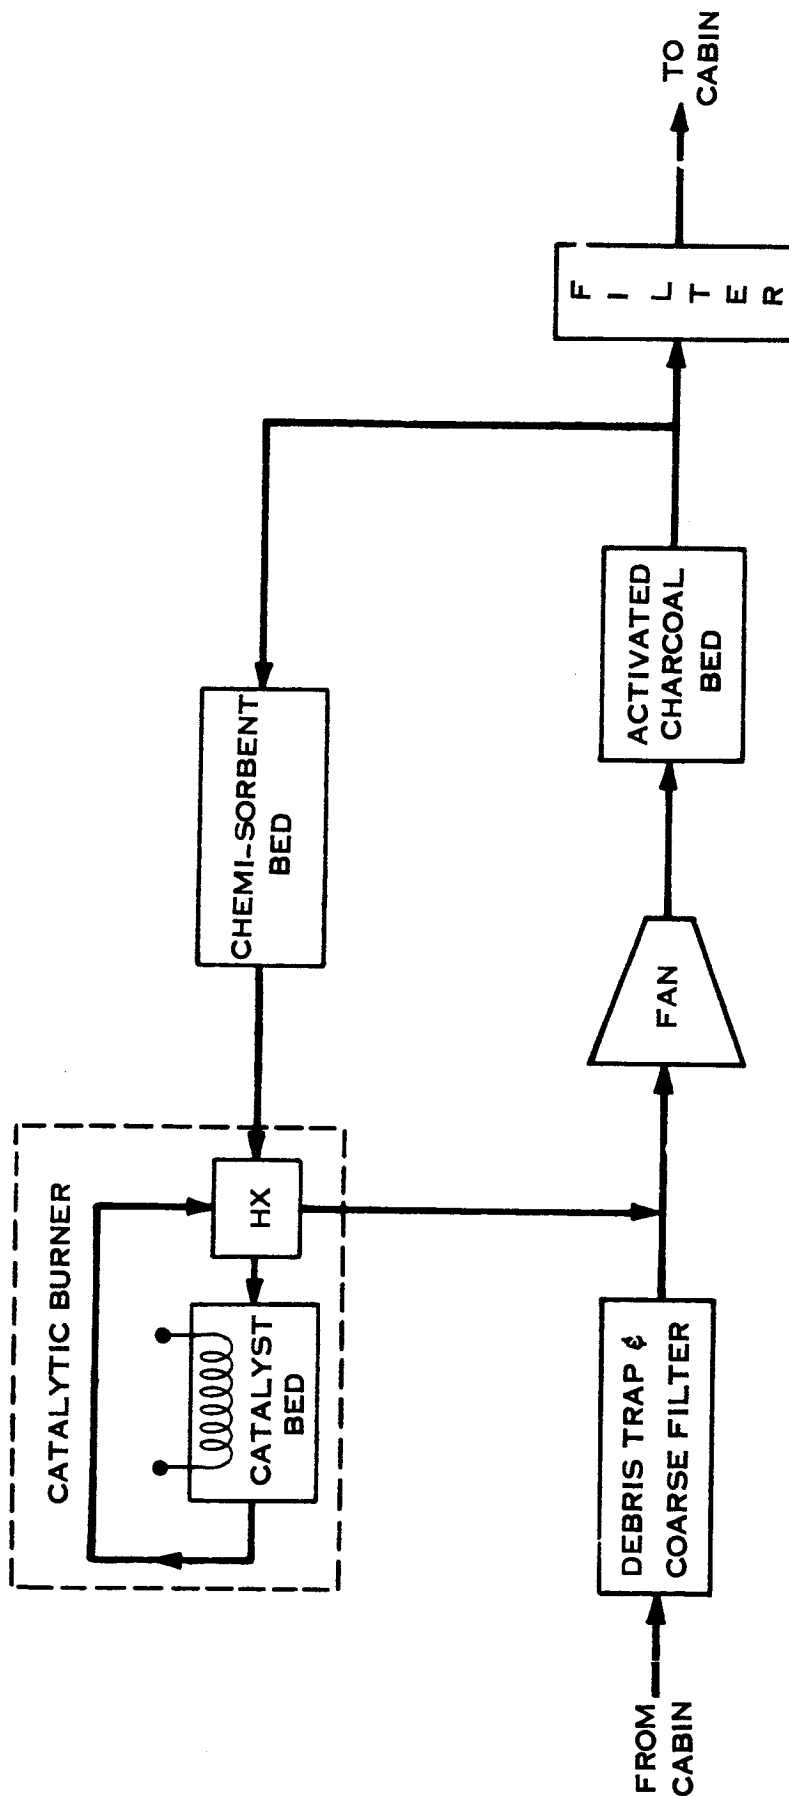 CATALYTIC BURNER
CATALYST
BED
HX
CHEMI-SORBENT
BED
FROM
CABIN
DEBRIS TRAP &
COARSE FILTER
FAN
ACTIVATED
CHARCOAL
BED
FILTER
TO
CABIN